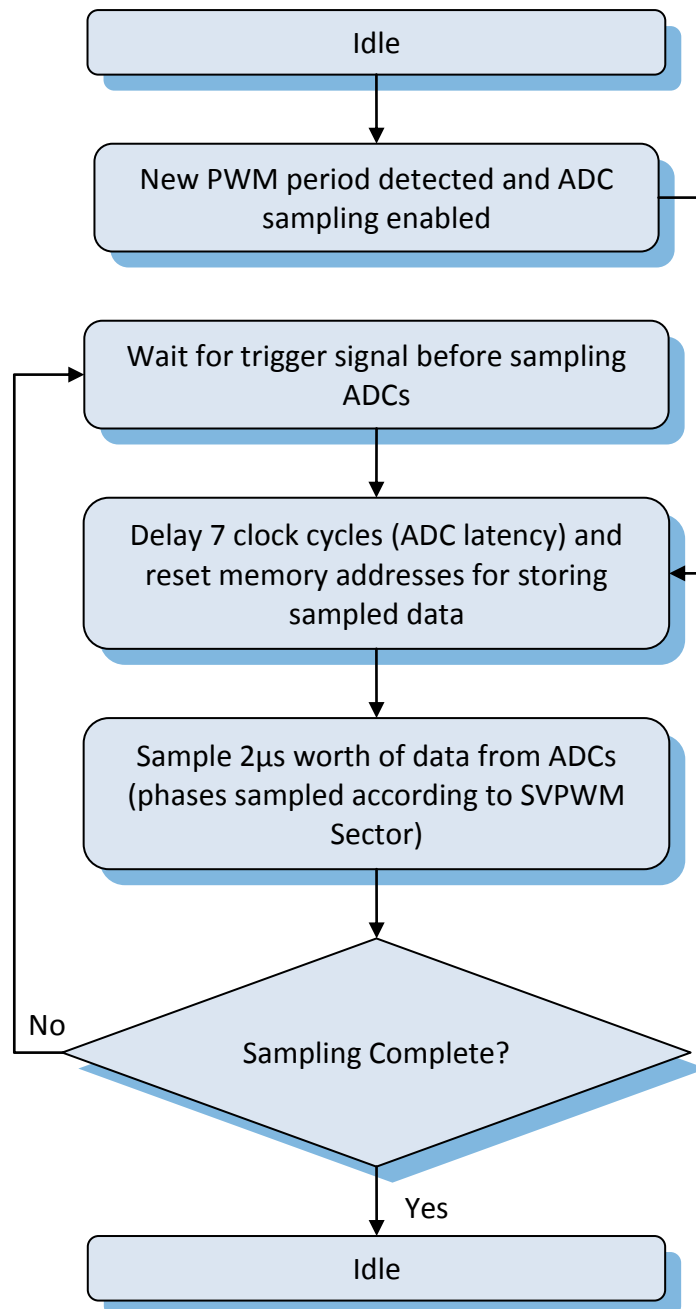 Idle
New PWM period detected and ADC
sampling enabled
Wait for trigger signal before sampling
ADCs
Delay 7 clock cycles (ADC latency) and
reset memory addresses for storing
sampled data
Sample 2µs worth of data from ADCs
(phases sampled according to SVPWM
Sector)
No
Sampling Complete?
Yes
Idle